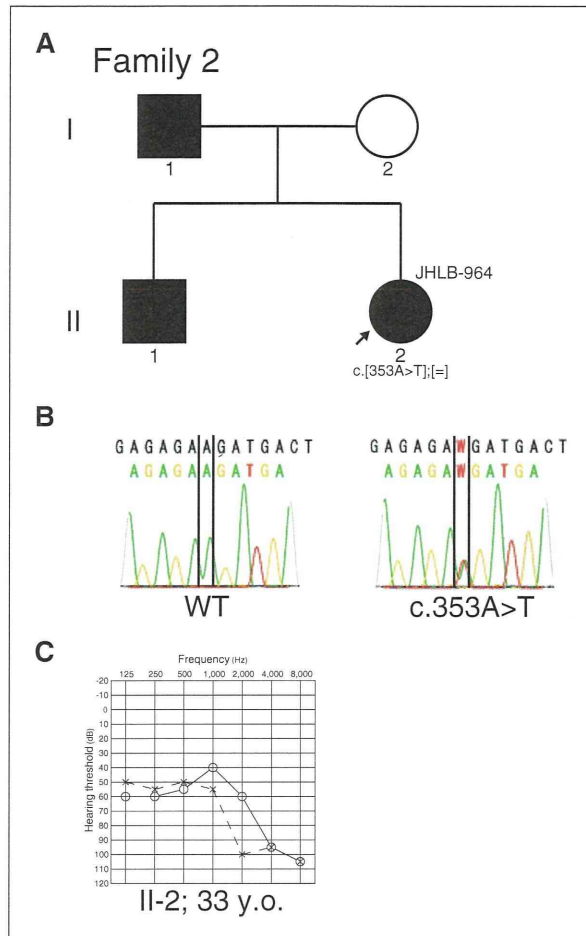 A
Family 2
I
1
2
JHLB-964
II
1
2
c.[353A>T];[=]
B
GAGAGAAGATGACT
AGAGAAGATGA
WT
GAGAGAWGATGACT
AGAGAWGATGA
c.353A>T
C
Frequency (Hz)
125 250 500 1,000 2,000 4,000 8,000
Hearing threshold (dB)
-20
-10
0
10
20
30
40
50
60
70
80
90
100
110
120
II-2; 33 y.o.